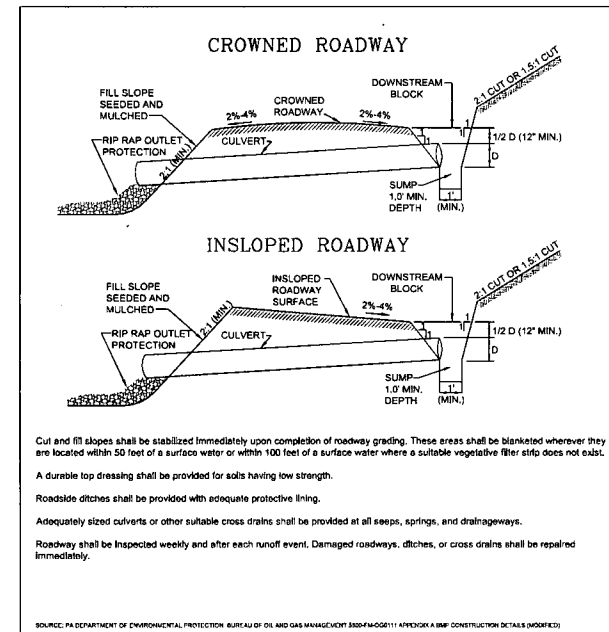 CROWNED ROADWAY
DOWNSTREAM
BLOCK
2:1 CUT OR 1.5:1 CUT
FILL SLOPE
SEEDED AND
MULCHED
CROWNED
ROADWAY
2%-4%
2%-4%
1
1
1/2 D (12" MIN.)
RIP RAP OUTLET
PROTECTION
2:1 (MIN.)
CULVERT
1
D
SUMP
1.0' MIN.
DEPTH
1'
(MIN.)
INSLOPED ROADWAY
DOWNSTREAM
BLOCK
2:1 CUT OR 1.5:1 CUT
FILL SLOPE
SEEDED AND
MULCHED
INSLOPED
ROADWAY
SURFACE
2%-4%
1
1
1/2 D (12" MIN.)
RIP RAP OUTLET
PROTECTION
2:1 (MIN.)
CULVERT
1
D
SUMP
1.0' MIN.
DEPTH
1'
(MIN.)
Cut and fill slopes shall be stabilized immediately upon completion of roadway grading. These areas shall be blanketed wherever they
are located within 50 feet of a surface water or within 100 feet of a surface water where a suitable vegetative filter strip does not exist.
A durable top dressing shall be provided for soils having low strength.
Roadside ditches shall be provided with adequate protective lining.
Adequately sized culverts or other suitable cross drains shall be provided at all seeps, springs, and drainageways.
Roadway shall be inspected weekly and after each runoff event. Damaged roadways, ditches, or cross drains shall be repaired
immediately.
SOURCE: PA DEPARTMENT OF ENVIRONMENTAL PROTECTION BUREAU OF OIL AND GAS MANAGEMENT 5500-FM-OG0111 APPENDIX A BMP CONSTRUCTION DETAILS (MODIFIED)